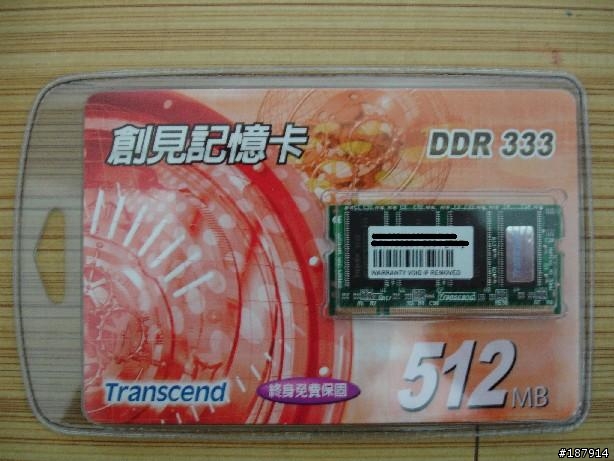 創見記憶卡
DDR 333
WARRANTY VOID IF REMOVED
Transcend
Transcend
終身免費保固
512MB
#187914